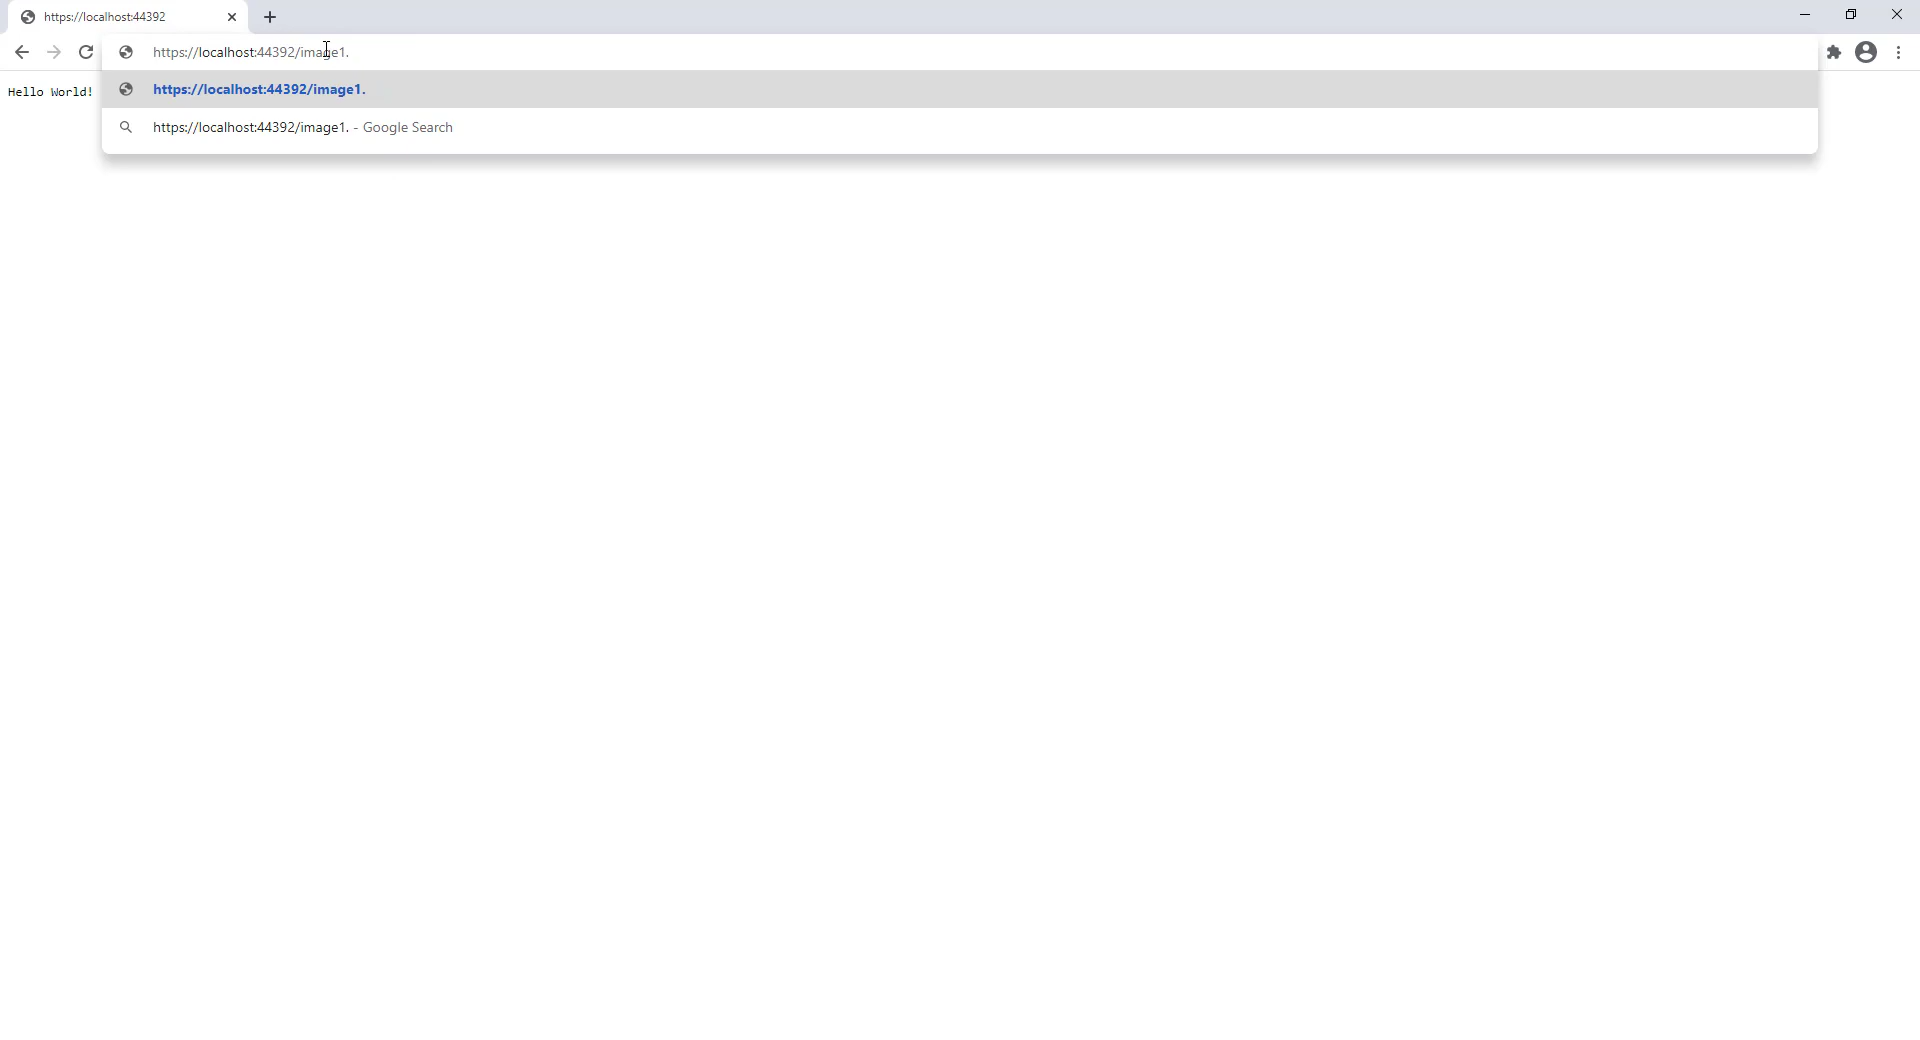 https://localhost:44392
https://localhost:44392/image1.
https://localhost:44392/image1.
https://localhost:44392/image1. - Google Search
Hello World!